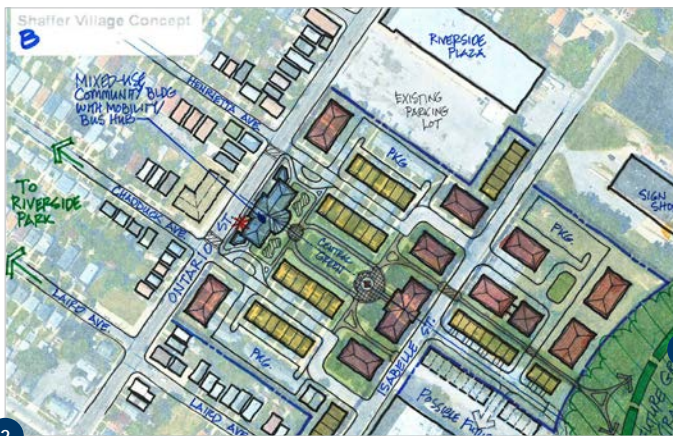 Shaffer Village Concept
B
RIVERSIDE
PLAZA
MIXED-USE
COMMUNITY BLDG
WITH MOBILITY/
BUS HUB
HENRIETTA AVE.
EXISTING
PARKING
LOT
PKG
TO
RIVERSIDE
PARK
CHADDUCK AVE.
ONTARIO ST.
CENTRAL
GREEN
SIGN
SHO
PKG.
LAIRD AVE.
PKG
ISABELLE ST.
LAIRD AVE
POSSIBLE